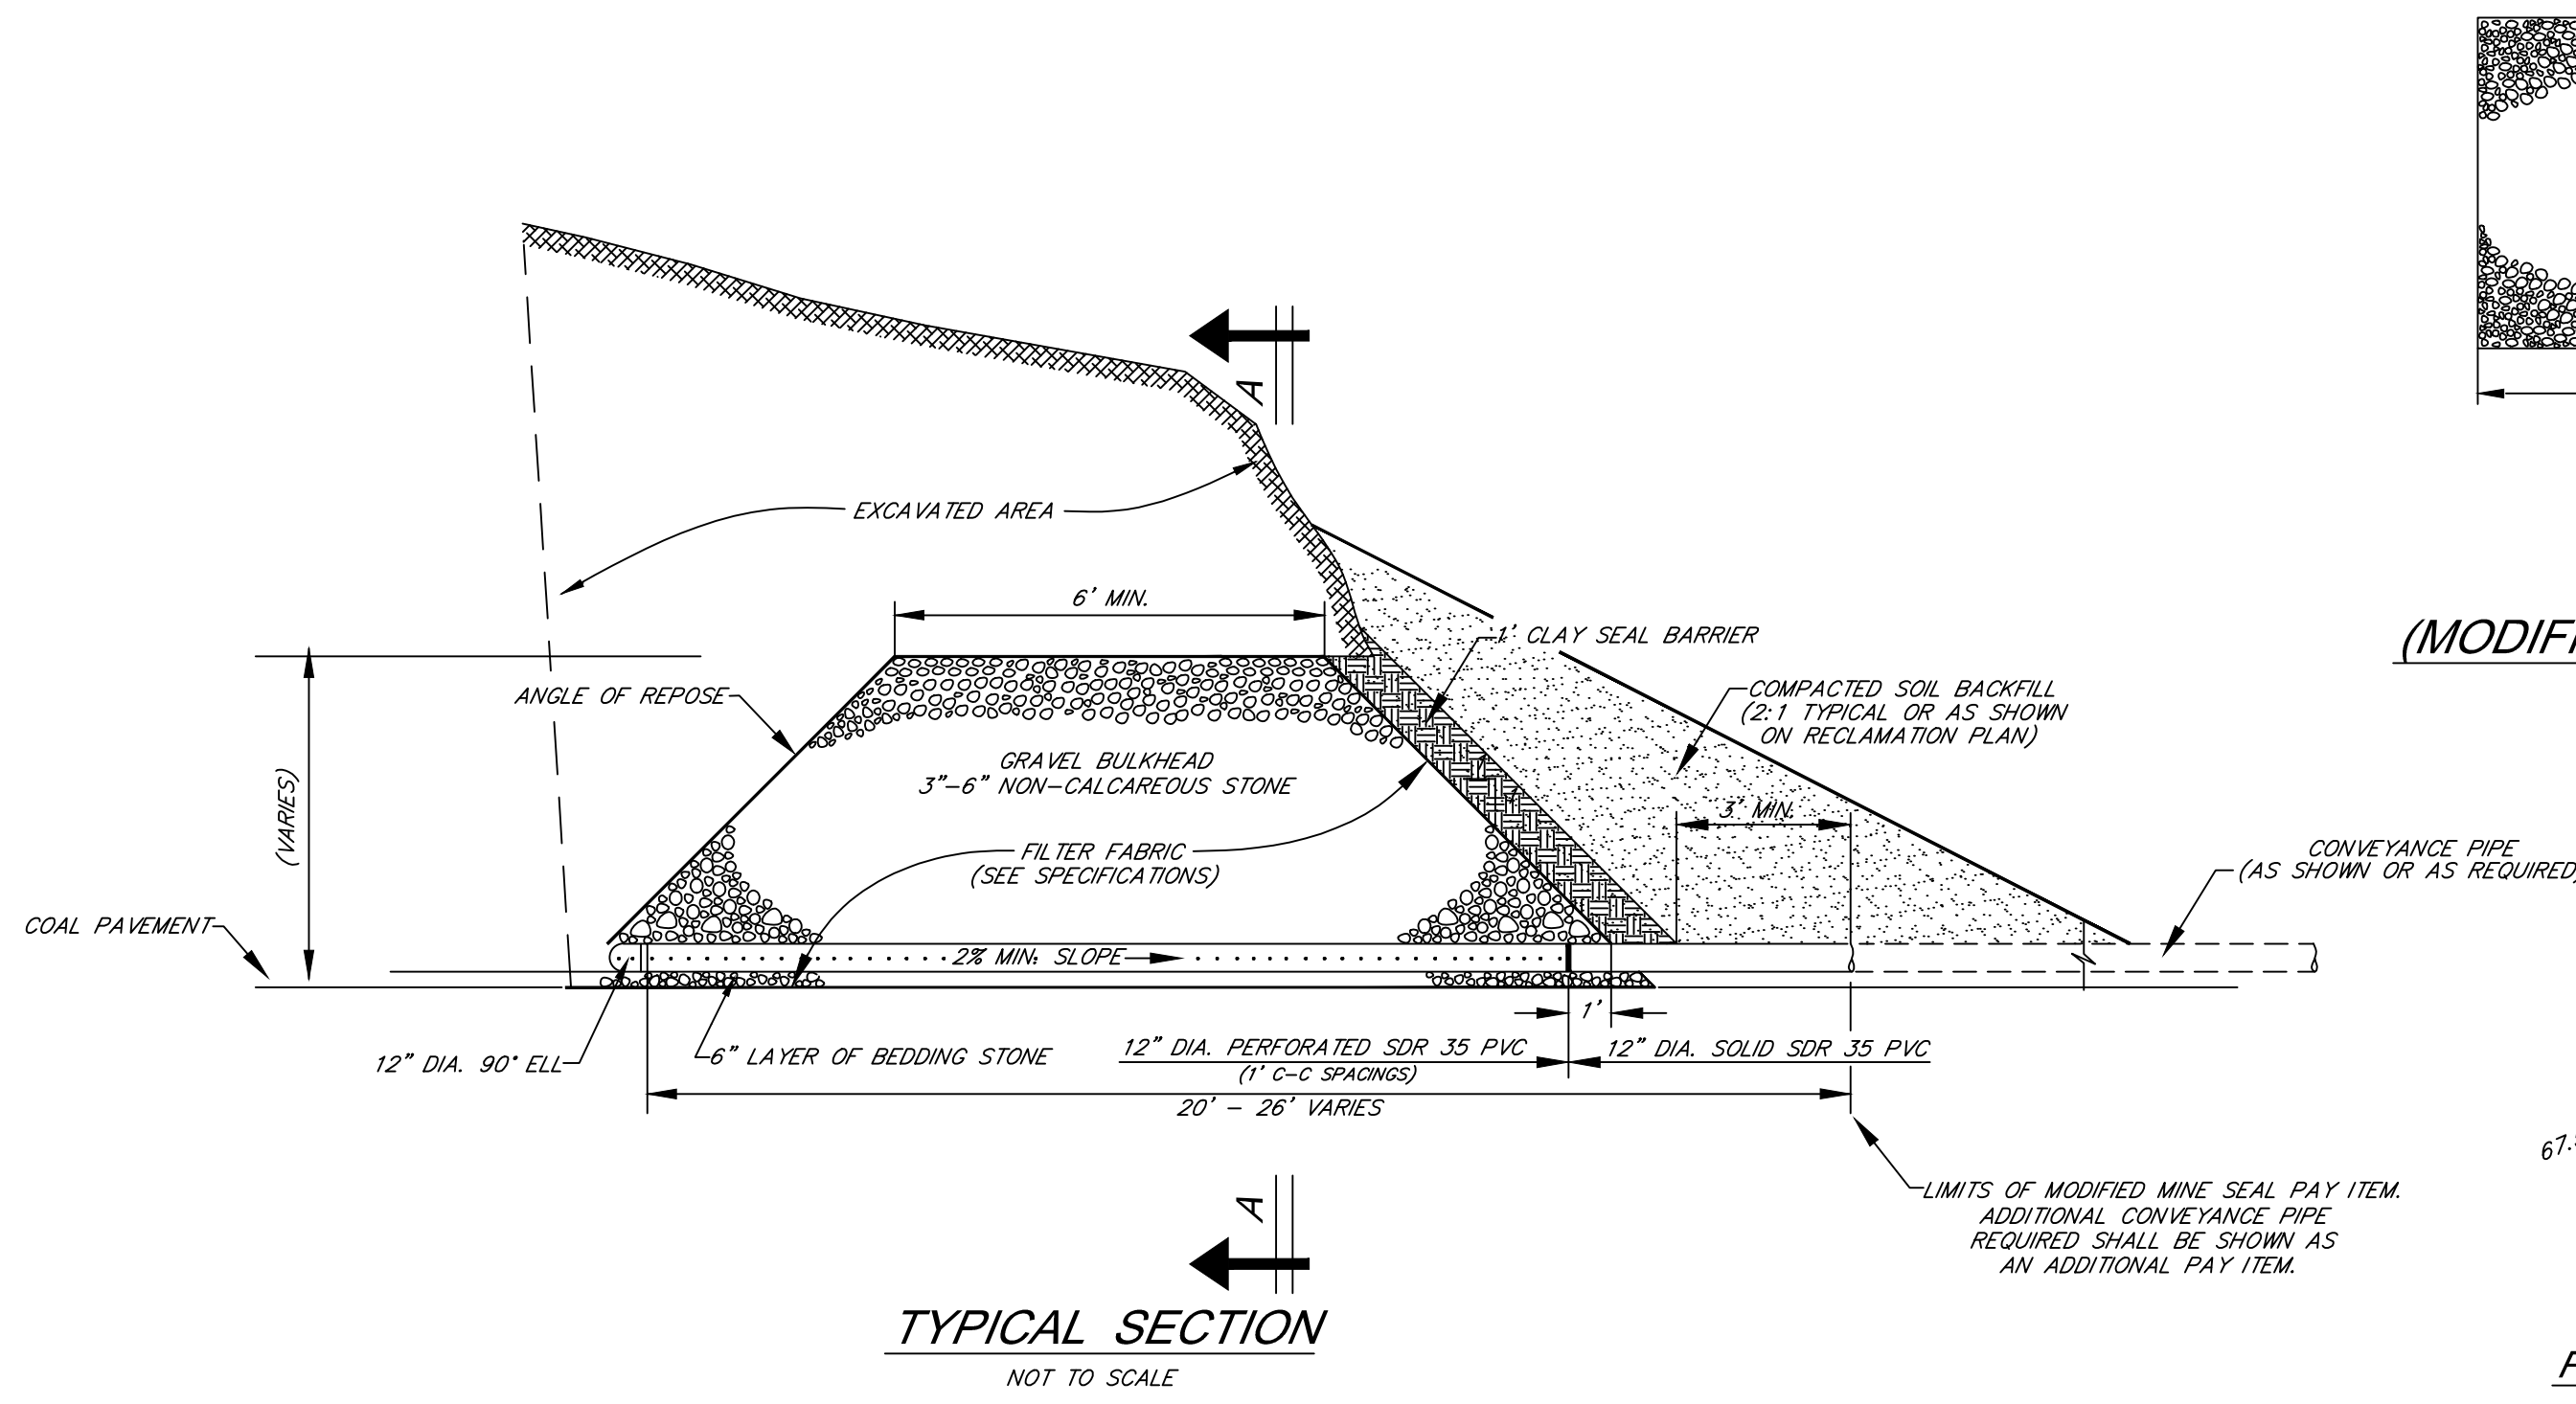 A
EXCAVATED AREA
6' MIN.
1' CLAY SEAL BARRIER
(MODIFI
ANGLE OF REPOSE
COMPACTED SOIL BACKFILL
(2:1 TYPICAL OR AS SHOWN
ON RECLAMATION PLAN)
GRAVEL BULKHEAD
3"-6" NON-CALCAREOUS STONE
1
1
3' MIN.
(VARIES)
FILTER FABRIC
(SEE SPECIFICATIONS)
CONVEYANCE PIPE
(AS SHOWN OR AS REQUIRED)
COAL PAVEMENT
2% MIN. SLOPE
1'
12" DIA. 90° ELL
6" LAYER OF BEDDING STONE
12" DIA. PERFORATED SDR 35 PVC
(1' C-C SPACINGS)
12" DIA. SOLID SDR 35 PVC
20' - 26' VARIES
67.
LIMITS OF MODIFIED MINE SEAL PAY ITEM.
ADDITIONAL CONVEYANCE PIPE
REQUIRED SHALL BE SHOWN AS
AN ADDITIONAL PAY ITEM.
A
TYPICAL SECTION
NOT TO SCALE